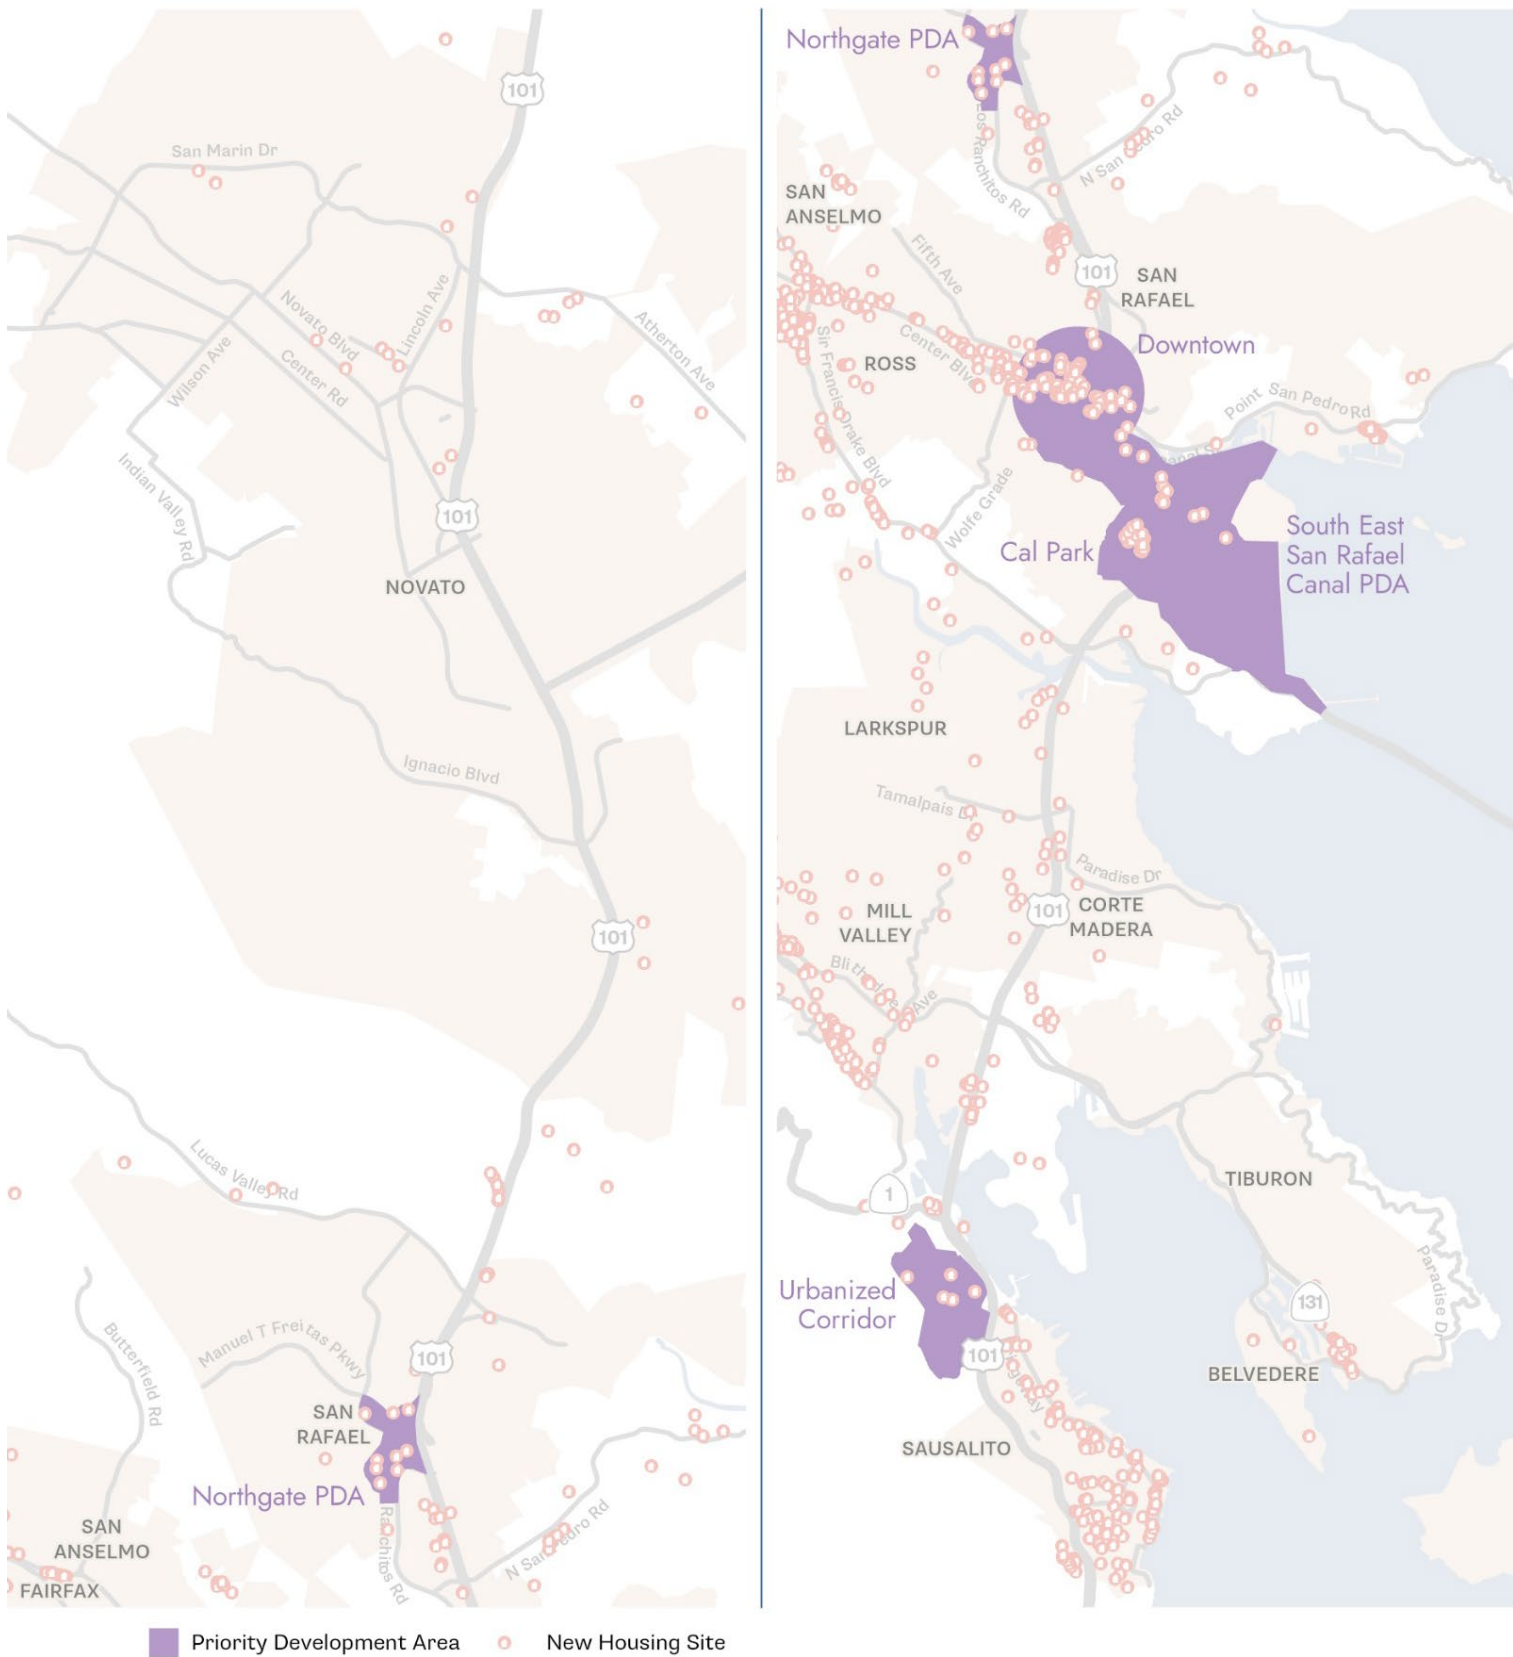 101
San Marin Dr
Novato Blvd
Lincoln Ave
Center Rd
Wilson Ave
Atherton Ave
Indian Valley Rd
101
NOVATO
Ignacio Blvd
101
Lucas Valley Rd
Butterfield Rd
Manuel T Freitas Pkwy
101
SAN
RAFAEL
Northgate PDA
Ranchitos Rd
N San Pedro Rd
SAN
ANSELMO
FAIRFAX
Northgate PDA
Los Ranchitos Rd
N San Pedro Rd
SAN
ANSELMO
Fifth Ave
101
SAN
RAFAEL
Downtown
Sir Francis Drake Blvd
ROSS
Center Blvd
Point San Pedro Rd
Wolfe Grade
Cal Park
South East
San Rafael
Canal PDA
LARKSPUR
Tamalpais Dr
Paradise Dr
101
CORTE
MADERA
MILL
VALLEY
Blithedale Ave
1
TIBURON
Paradise Dr
Urbanized
Corridor
131
101
BELVEDERE
SAUSALITO
Priority Development Area
New Housing Site